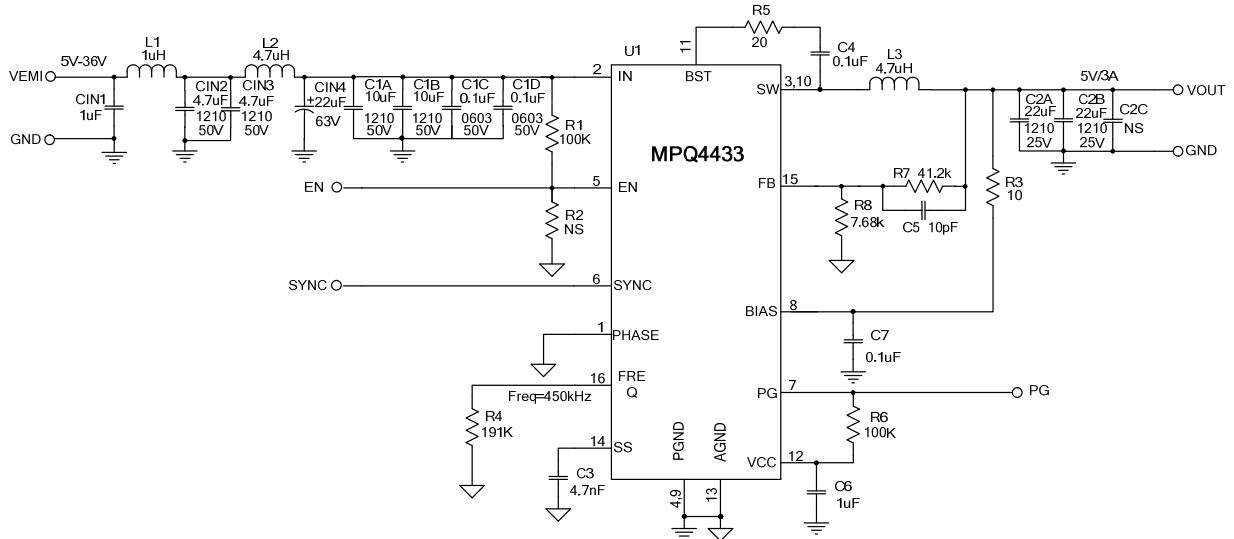 VEMI
5V-36V
GND
L1
1uH
CIN1
1uF
CIN2
4.7uF
1210
50V
L2
4.7uH
CIN3
4.7uF
1210
50V
CIN4
+
22uF
63V
C1A
10uF
1210
50V
C1B
10uF
1210
50V
C1C
0.1uF
0603
50V
C1D
0.1uF
0603
50V
R1
100K
EN
R2
NS
SYNC
Freq=450kHz
R4
191K
C3
4.7nF
U1
MPQ4433
2
IN
5
EN
6
SYNC
1
PHASE
16
FRE
Q
14
SS
11
BST
3,10
SW
15
FB
8
BIAS
7
PG
12
VCC
PGND
AGND
4,9
13
R5
20
C4
0.1uF
L3
4.7uH
5V/3A
VOUT
C2A
22uF
1210
25V
C2B
22uF
1210
25V
C2C
NS
GND
R7 41.2k
R8
7.68k
C5 10pF
R3
10
C7
0.1uF
PG
R6
100K
C6
1uF